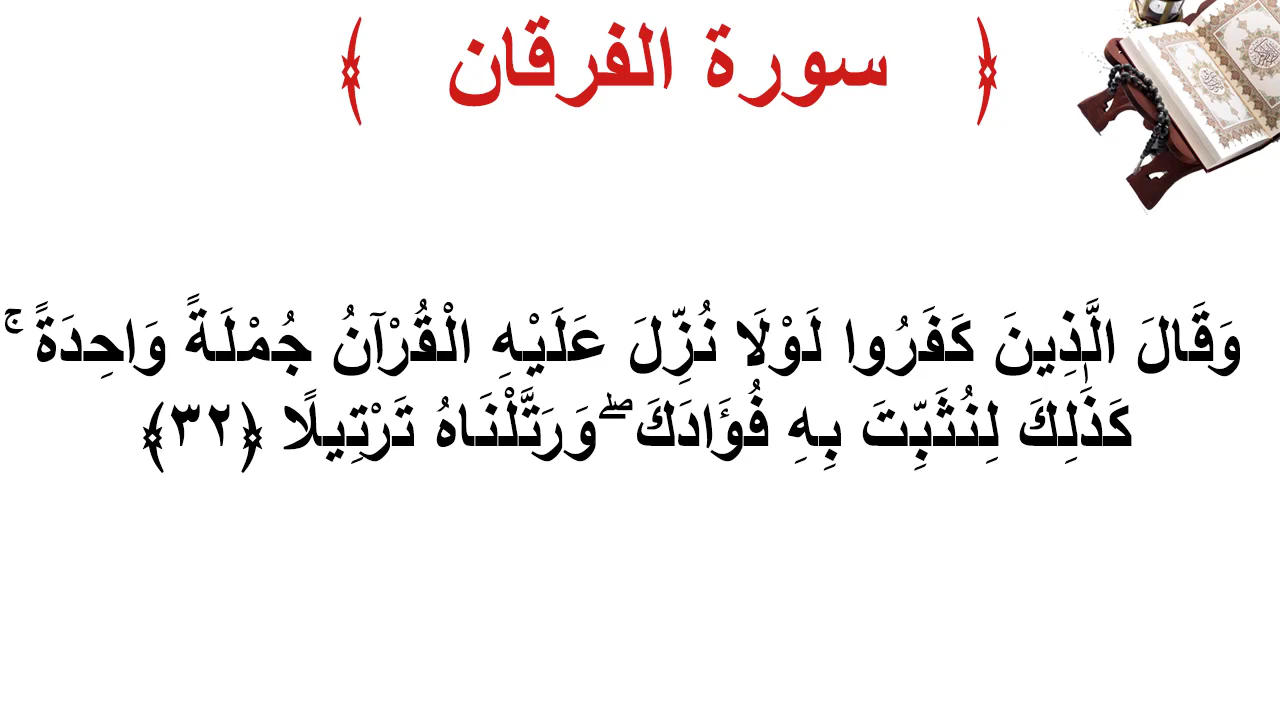 ﴿ سورة الفرقان ﴾
وَقَالَ الَّذِينَ كَفَرُوا لَوْلَا نُزِّلَ عَلَيْهِ الْقُرْآنُ جُمْلَةً وَاحِدَةً ۚ
كَذَٰلِكَ لِنُثَبِّتَ بِهِ فُؤَادَكَ ۖ وَرَتَّلْنَاهُ تَرْتِيلًا ﴿٣٢﴾